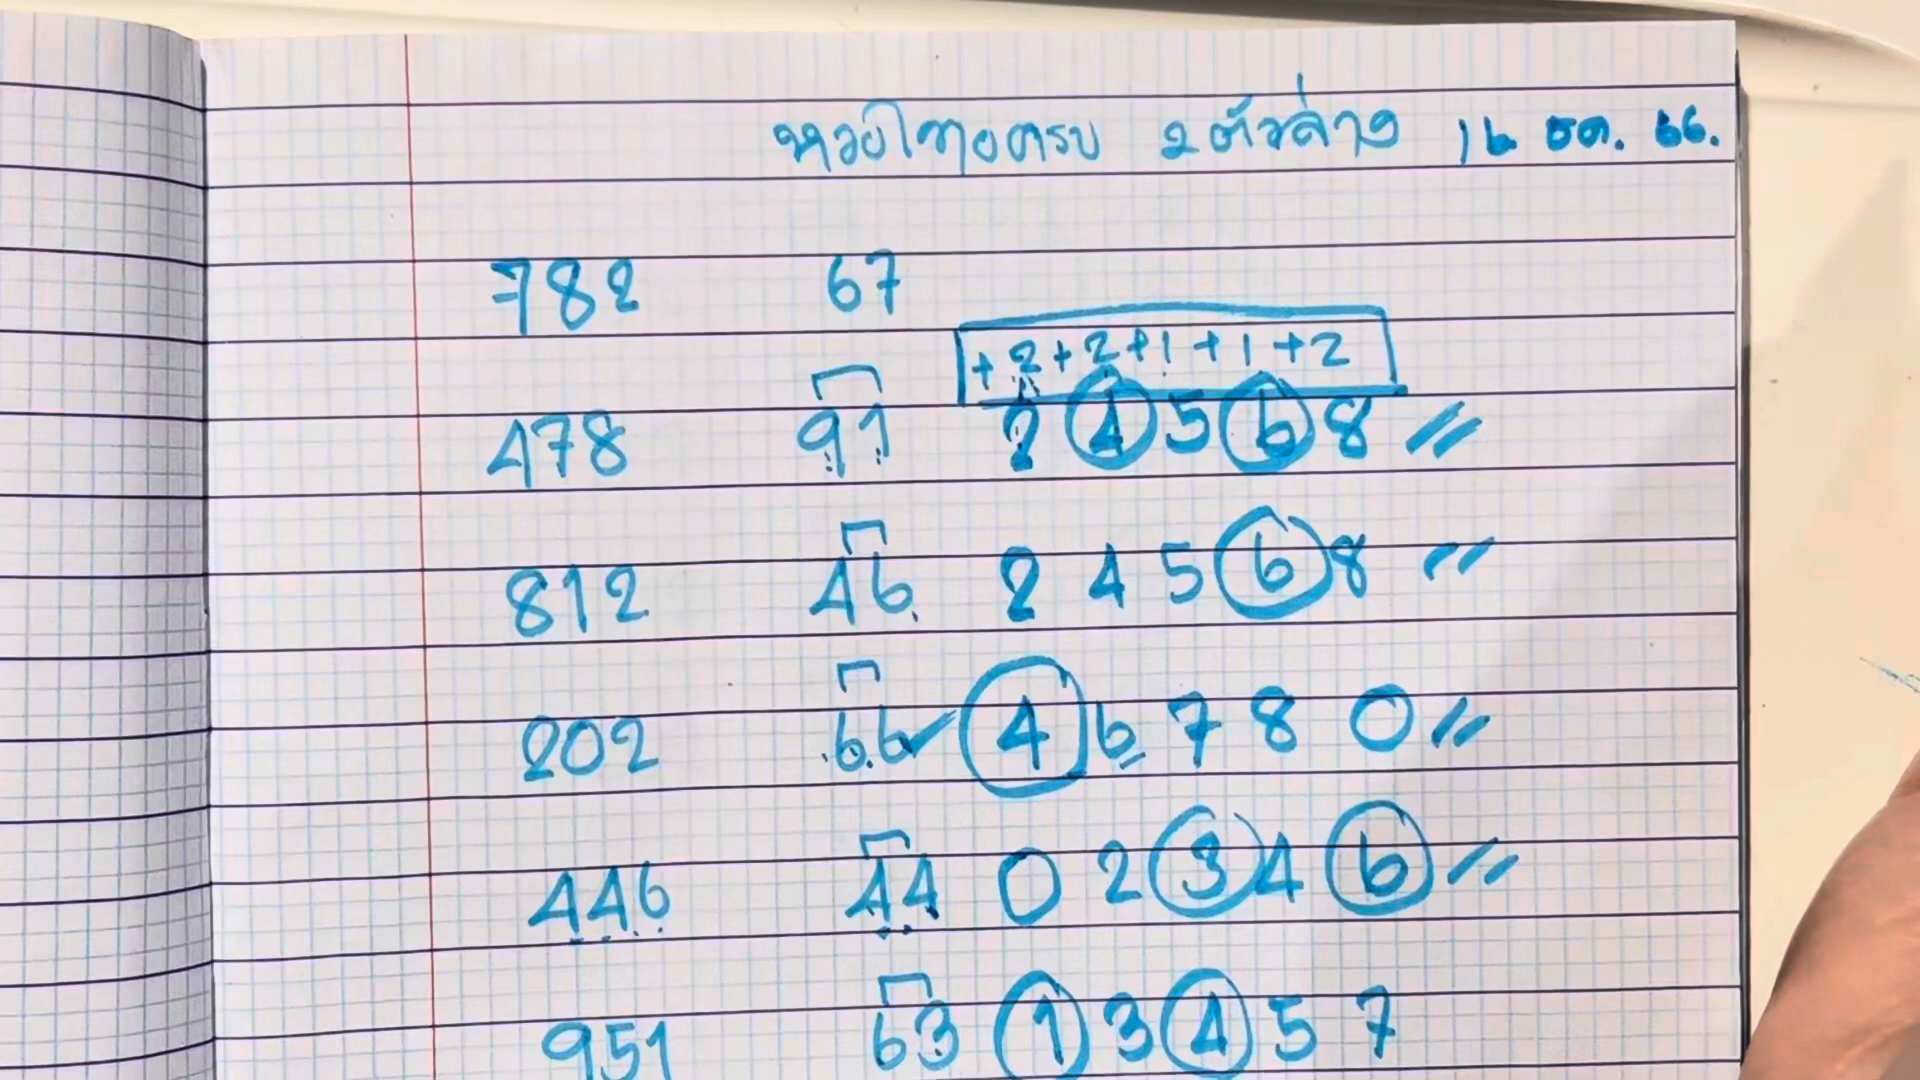 หวยไทยครับ 2ตัวล่าง 16 ธค. 66.
782 67
+2+2+1+1+2
478 91 2 4 5 6 8 //
812 46 2 4 5 6 8 //
202 66 ✓ 4 6 7 8 0 //
446 44 0 2 3 4 6 //
951 63 1 3 4 5 7